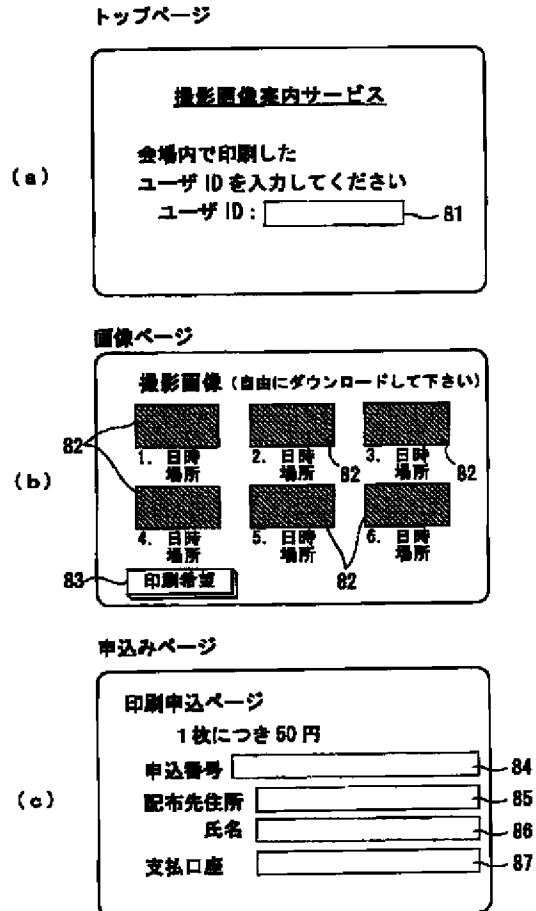 トップページ
(a)
撮影画像案内サービス
会場内で印刷した
ユーザIDを入力してください
ユーザID:
81
画像ページ
(b)
撮影画像(自由にダウンロードして下さい)
82
1. 日時
場所
2. 日時
場所
82
3. 日時
場所
82
4. 日時
場所
5. 日時
場所
6. 日時
場所
82
83
印刷希望
申込みページ
(c)
印刷申込ページ
1枚につき50円
申込番号
84
配布先住所
85
氏名
86
支払口座
87